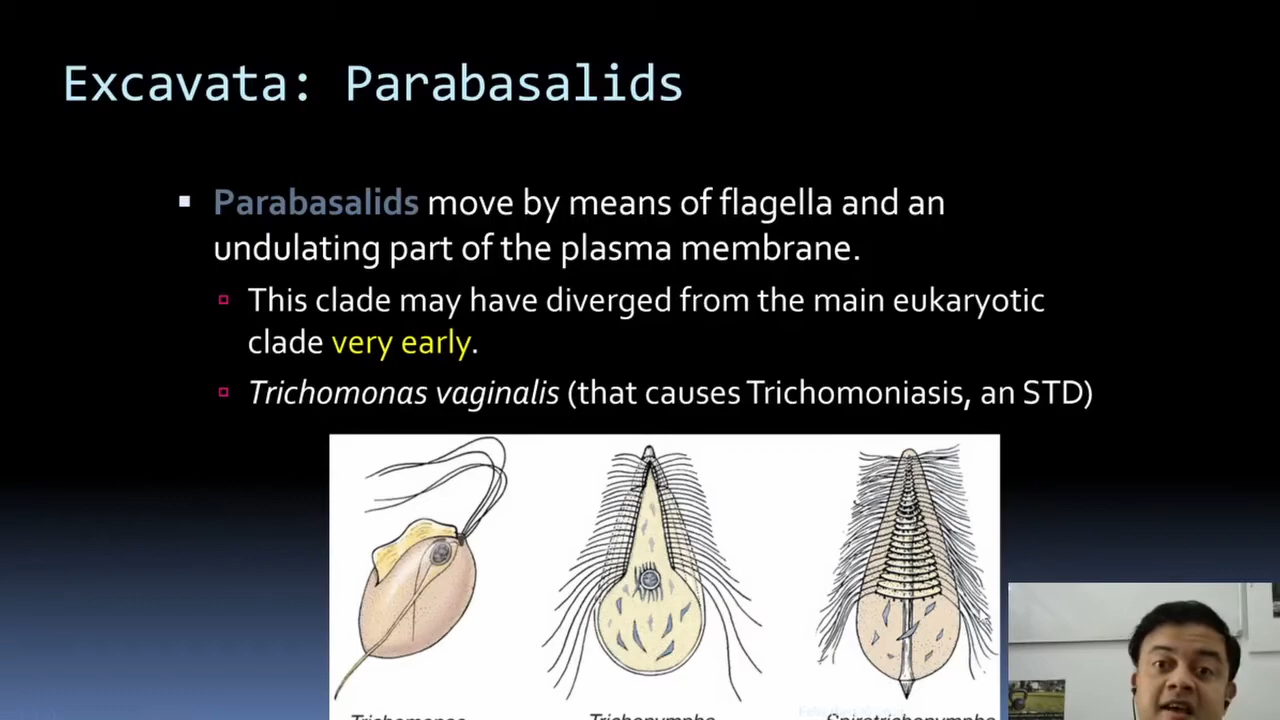 Excavata: Parabasalids
Parabasalids move by means of flagella and an
undulating part of the plasma membrane.
This clade may have diverged from the main eukaryotic
clade very early.
Trichomonas vaginalis (that causes Trichomoniasis, an STD)
Trichomonas Trichonympha Spirotrichonympha